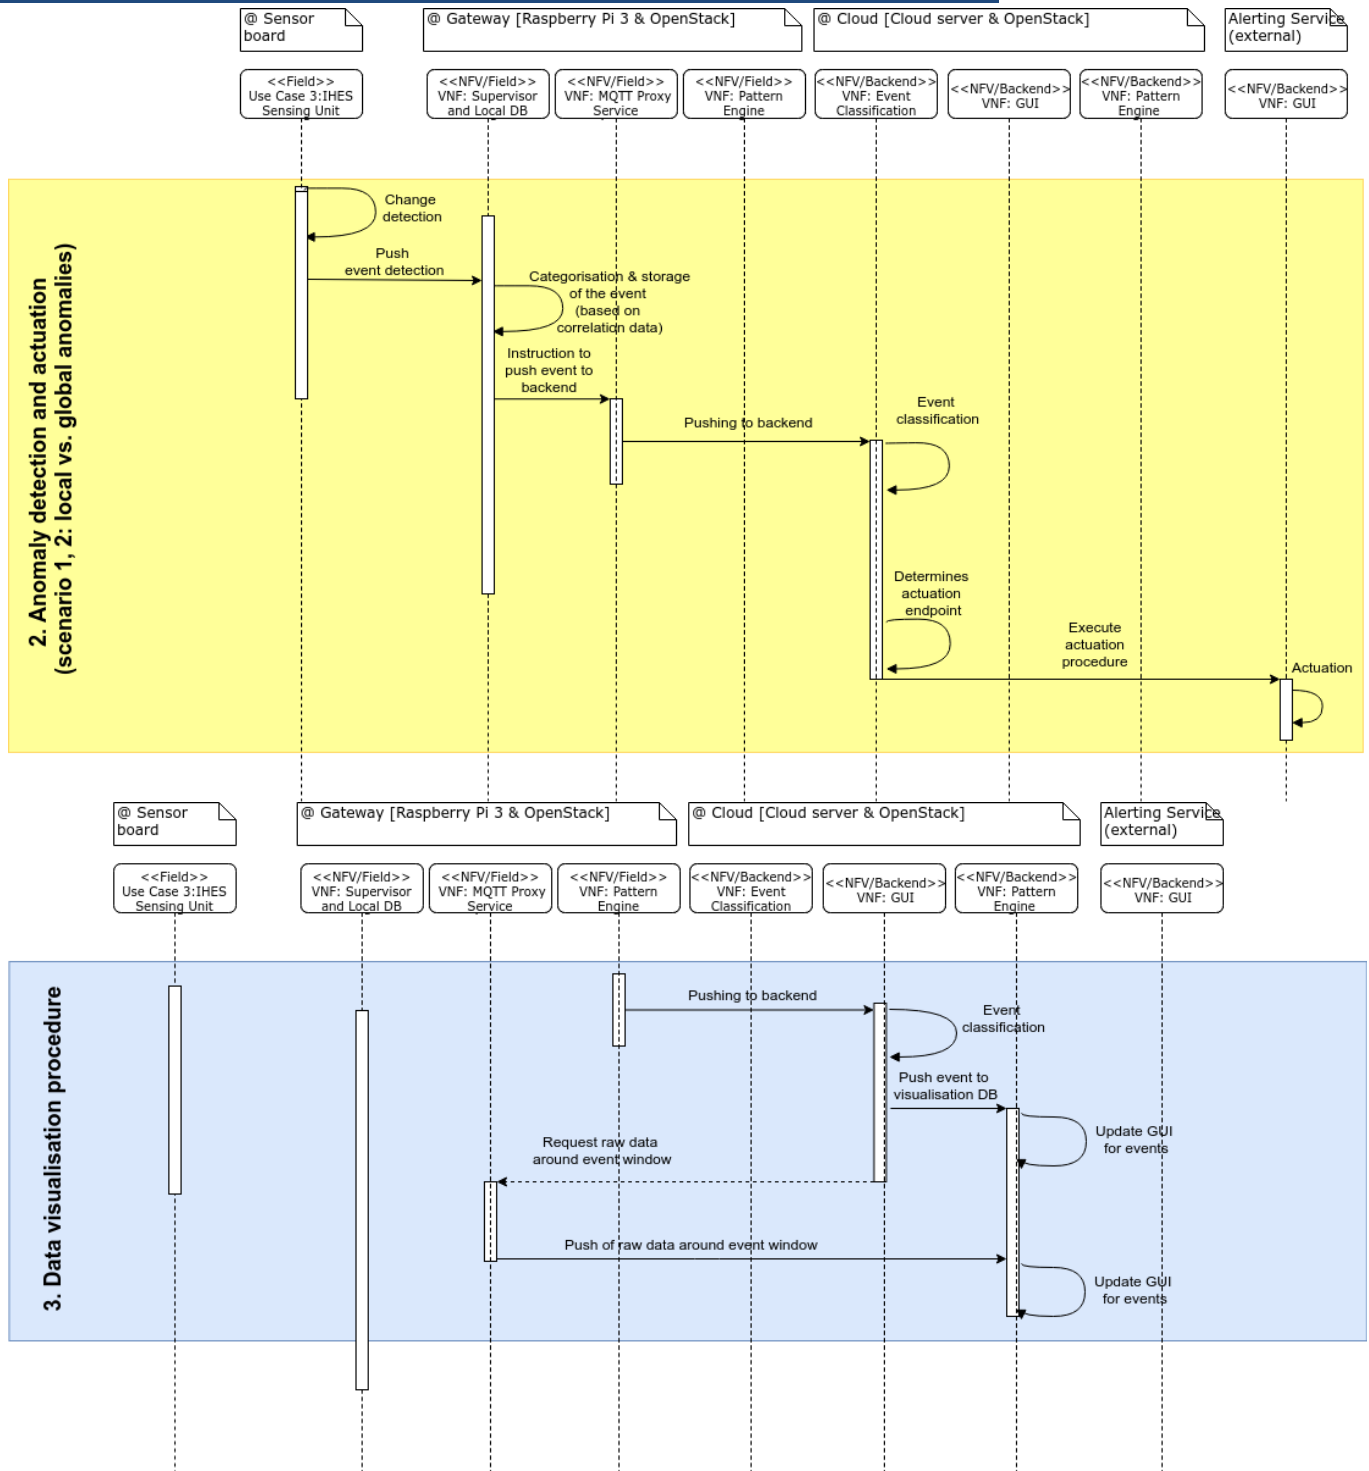 @ Sensor
board
@ Gateway [Raspberry Pi 3 & OpenStack]
@ Cloud [Cloud server & OpenStack]
Alerting Service
(external)
<<Field>>
Use Case 3:IHES
Sensing Unit
<<NFV/Field>>
VNF: Supervisor
and Local DB
<<NFV/Field>>
VNF: MQTT Proxy
Service
<<NFV/Field>>
VNF: Pattern
Engine
<<NFV/Backend>>
VNF: Event
Classification
<<NFV/Backend>>
VNF: GUI
<<NFV/Backend>>
VNF: Pattern
Engine
<<NFV/Backend>>
VNF: GUI
2. Anomaly detection and actuation
(scenario 1, 2: local vs. global anomalies)
Change
detection
Push
event detection
Categorisation & storage
of the event
(based on
correlation data)
Instruction to
push event to
backend
Pushing to backend
Event
classification
Determines
actuation
endpoint
Execute
actuation
procedure
Actuation
@ Sensor
board
@ Gateway [Raspberry Pi 3 & OpenStack]
@ Cloud [Cloud server & OpenStack]
Alerting Service
(external)
<<Field>>
Use Case 3:IHES
Sensing Unit
<<NFV/Field>>
VNF: Supervisor
and Local DB
<<NFV/Field>>
VNF: MQTT Proxy
Service
<<NFV/Field>>
VNF: Pattern
Engine
<<NFV/Backend>>
VNF: Event
Classification
<<NFV/Backend>>
VNF: GUI
<<NFV/Backend>>
VNF: Pattern
Engine
<<NFV/Backend>>
VNF: GUI
3. Data visualisation procedure
Pushing to backend
Event
classification
Push event to
visualisation DB
Update GUI
for events
Request raw data
around event window
Push of raw data around event window
Update GUI
for events